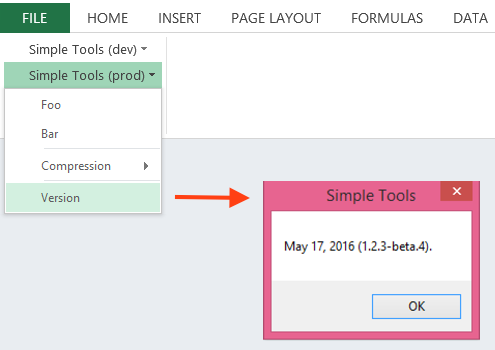 FILE HOME INSERT PAGE LAYOUT FORMULAS DATA
Simple Tools (dev)
Simple Tools (prod)
Foo
Bar
Compression
Version
Simple Tools
May 17, 2016 (1.2.3-beta.4).
OK